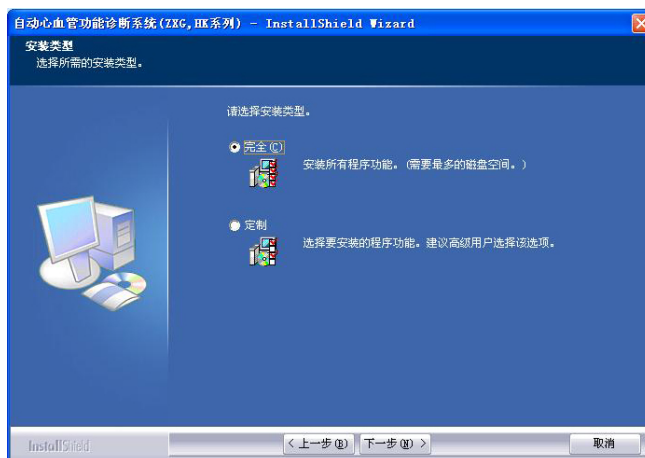 自动心血管功能诊断系统(ZXG,HK系列) - InstallShield Wizard
安装类型
选择所需的安装类型。
请选择安装类型。
完全(C)
安装所有程序功能。(需要最多的磁盘空间。)
定制
选择要安装的程序功能。建议高级用户选择该选项。
InstallShield
< 上一步(B)
下一步(N) >
取消